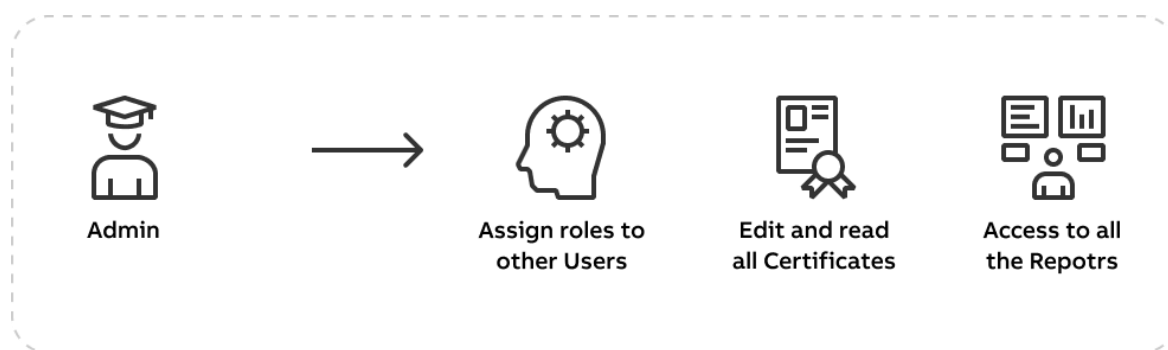 Admin
Assign roles to
other Users
Edit and read
all Certificates
Access to all
the Repotrs